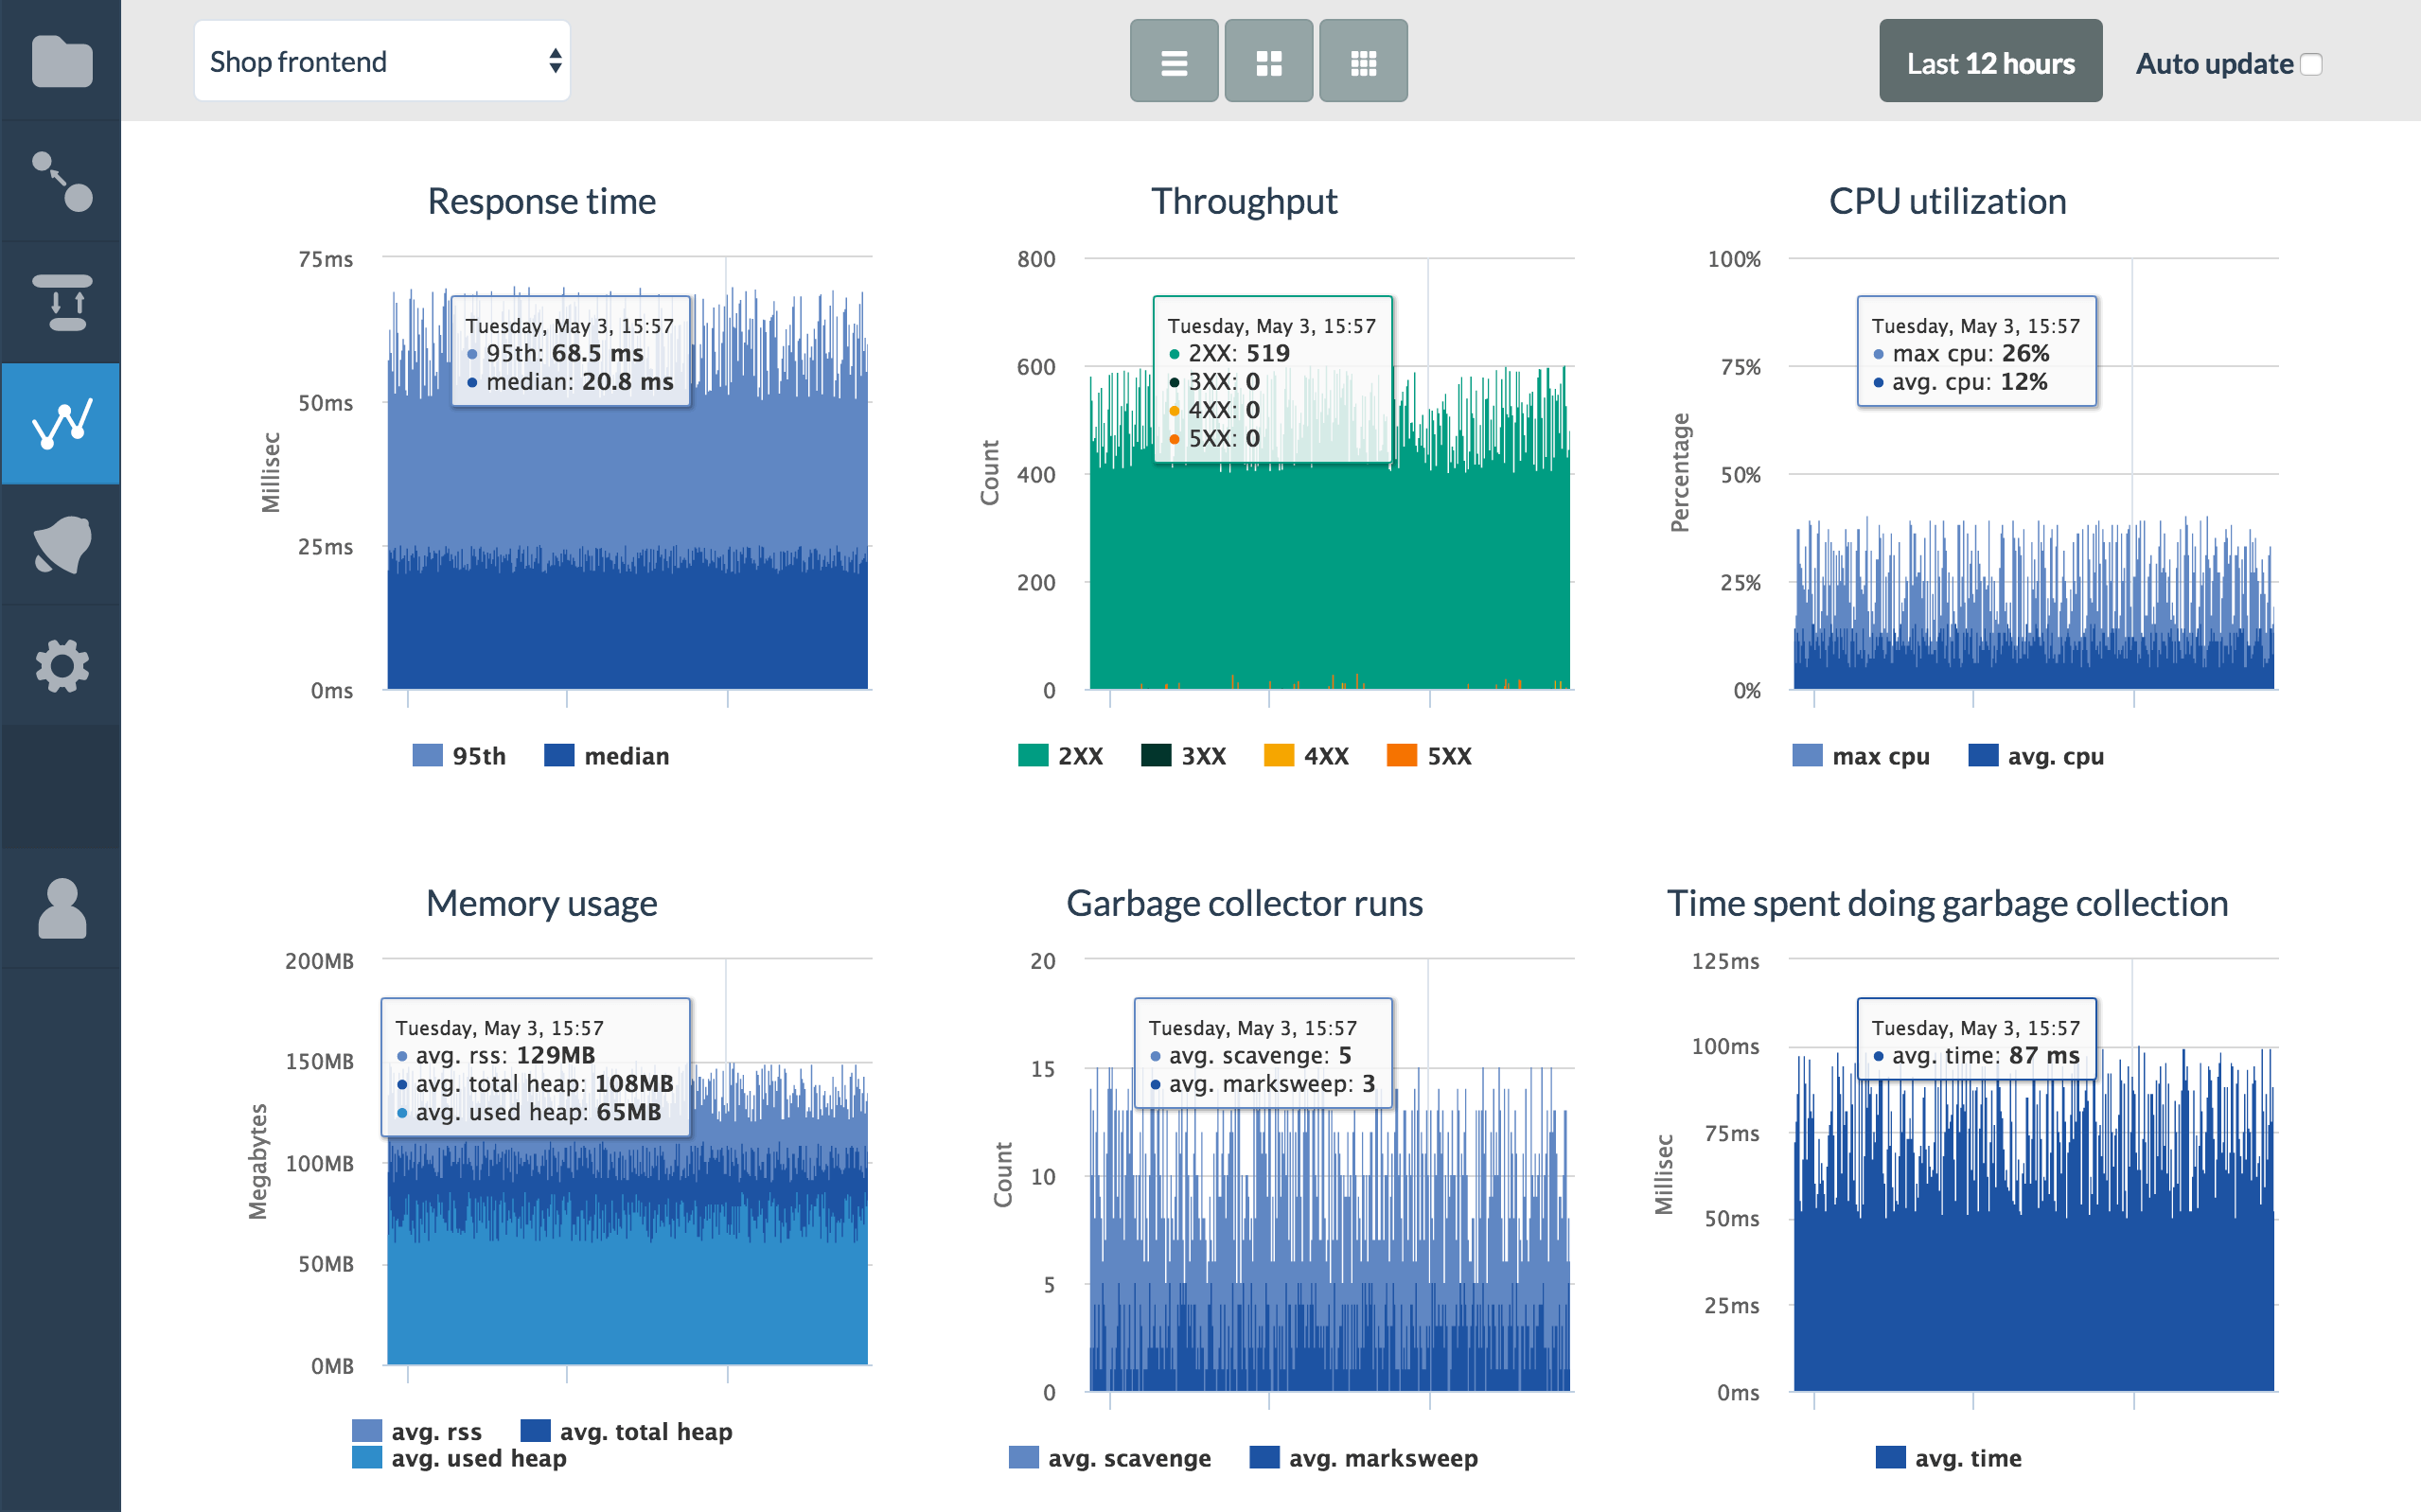 Shop frontend
Last 12 hours
Auto update
Response time
75ms
50ms
25ms
0ms
Millisec
Tuesday, May 3, 15:57
95th: 68.5 ms
median: 20.8 ms
95th median
Throughput
800
600
400
200
0
Count
Tuesday, May 3, 15:57
2XX: 519
3XX: 0
4XX: 0
5XX: 0
2XX 3XX 4XX 5XX
CPU utilization
100%
75%
50%
25%
0%
Percentage
Tuesday, May 3, 15:57
max cpu: 26%
avg. cpu: 12%
max cpu avg. cpu
Memory usage
200MB
150MB
100MB
50MB
0MB
Megabytes
Tuesday, May 3, 15:57
avg. rss: 129MB
avg. total heap: 108MB
avg. used heap: 65MB
avg. rss avg. total heap
avg. used heap
Garbage collector runs
20
15
10
5
0
Count
Tuesday, May 3, 15:57
avg. scavenge: 5
avg. marksweep: 3
avg. scavenge avg. marksweep
Time spent doing garbage collection
125ms
100ms
75ms
50ms
25ms
0ms
Millisec
Tuesday, May 3, 15:57
avg. time: 87 ms
avg. time